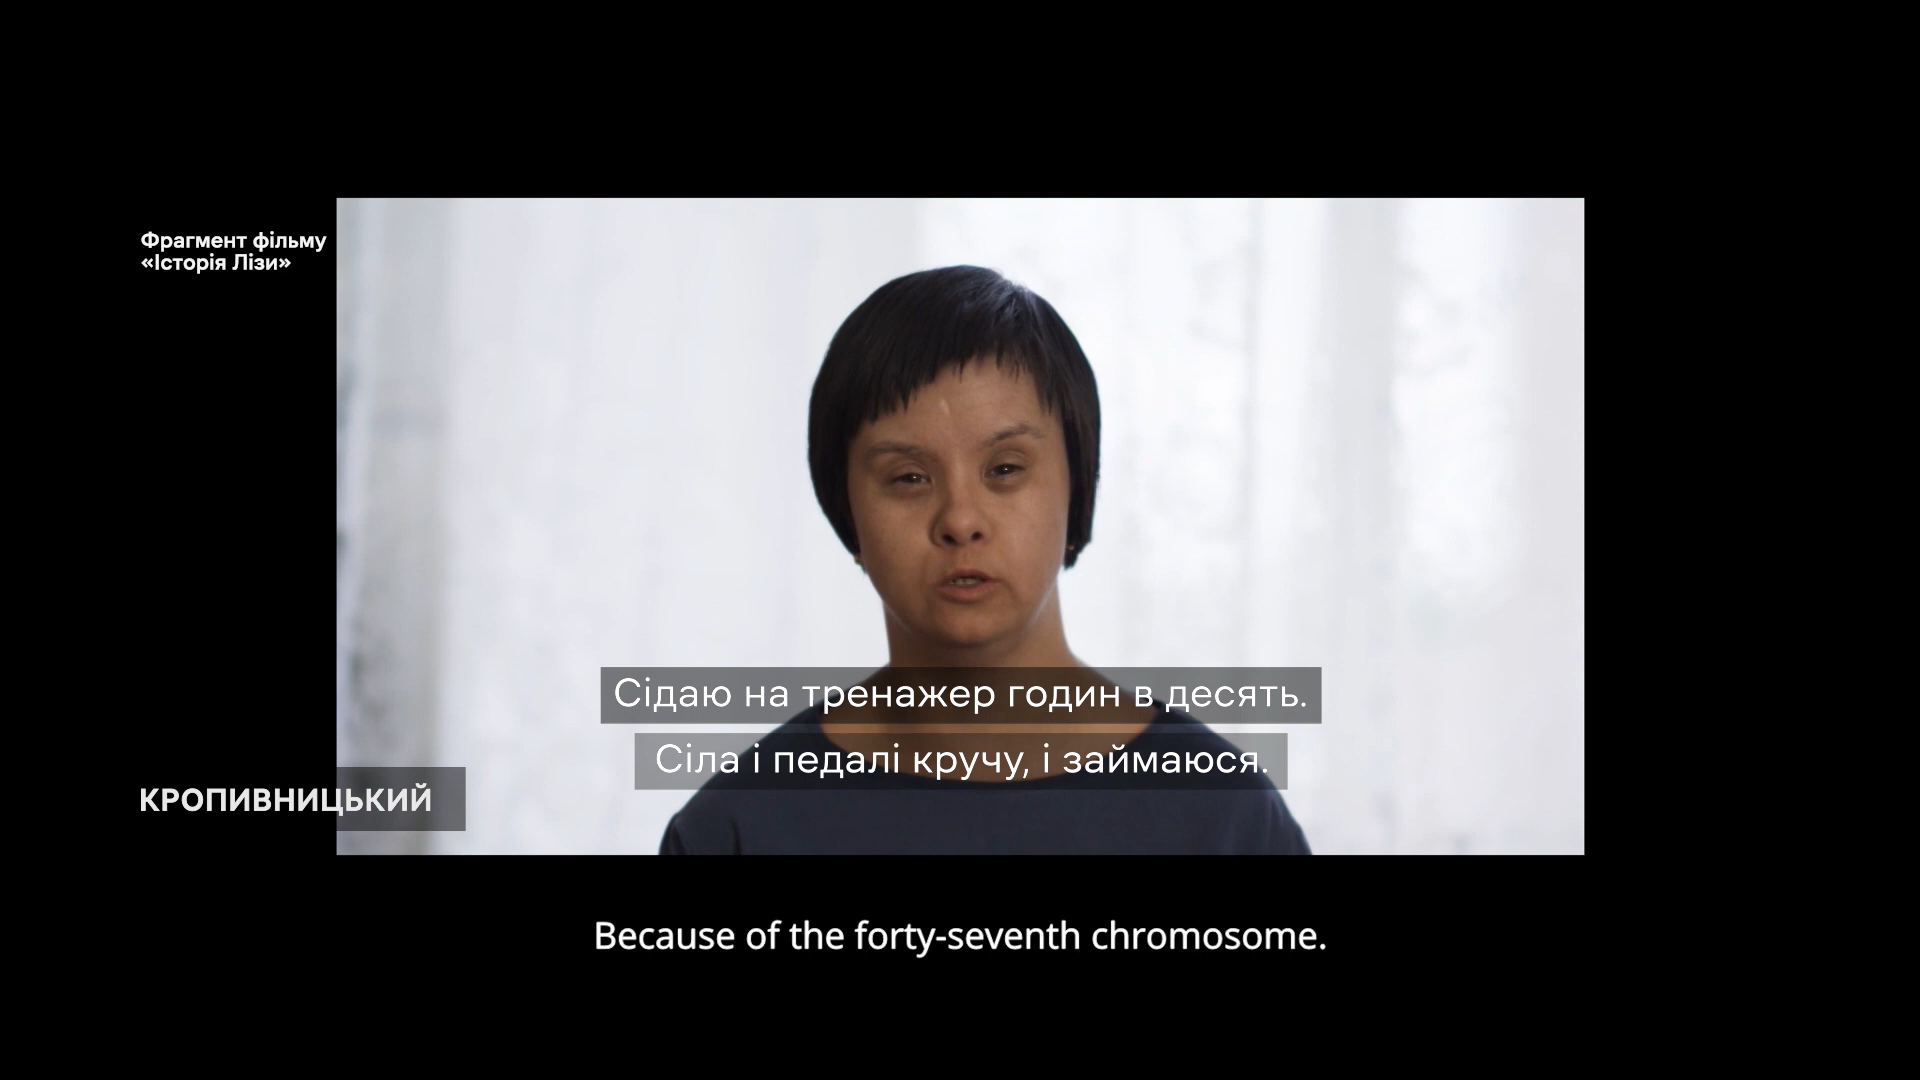 Фрагмент фільму
«Історія Лізи»
Сідаю на тренажер годин в десять.
Сіла і педалі кручу, і займаюся.
КРОПИВНИЦЬКИЙ
Because of the forty-seventh chromosome.